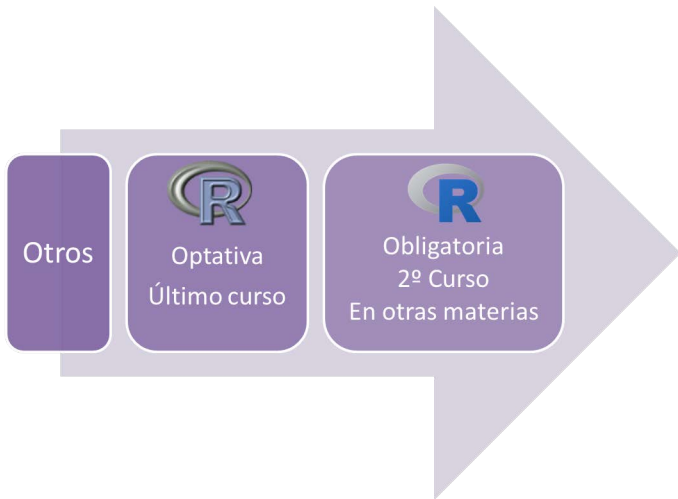 Otros
R
Optativa
Último curso
R
Obligatoria
2º Curso
En otras materias